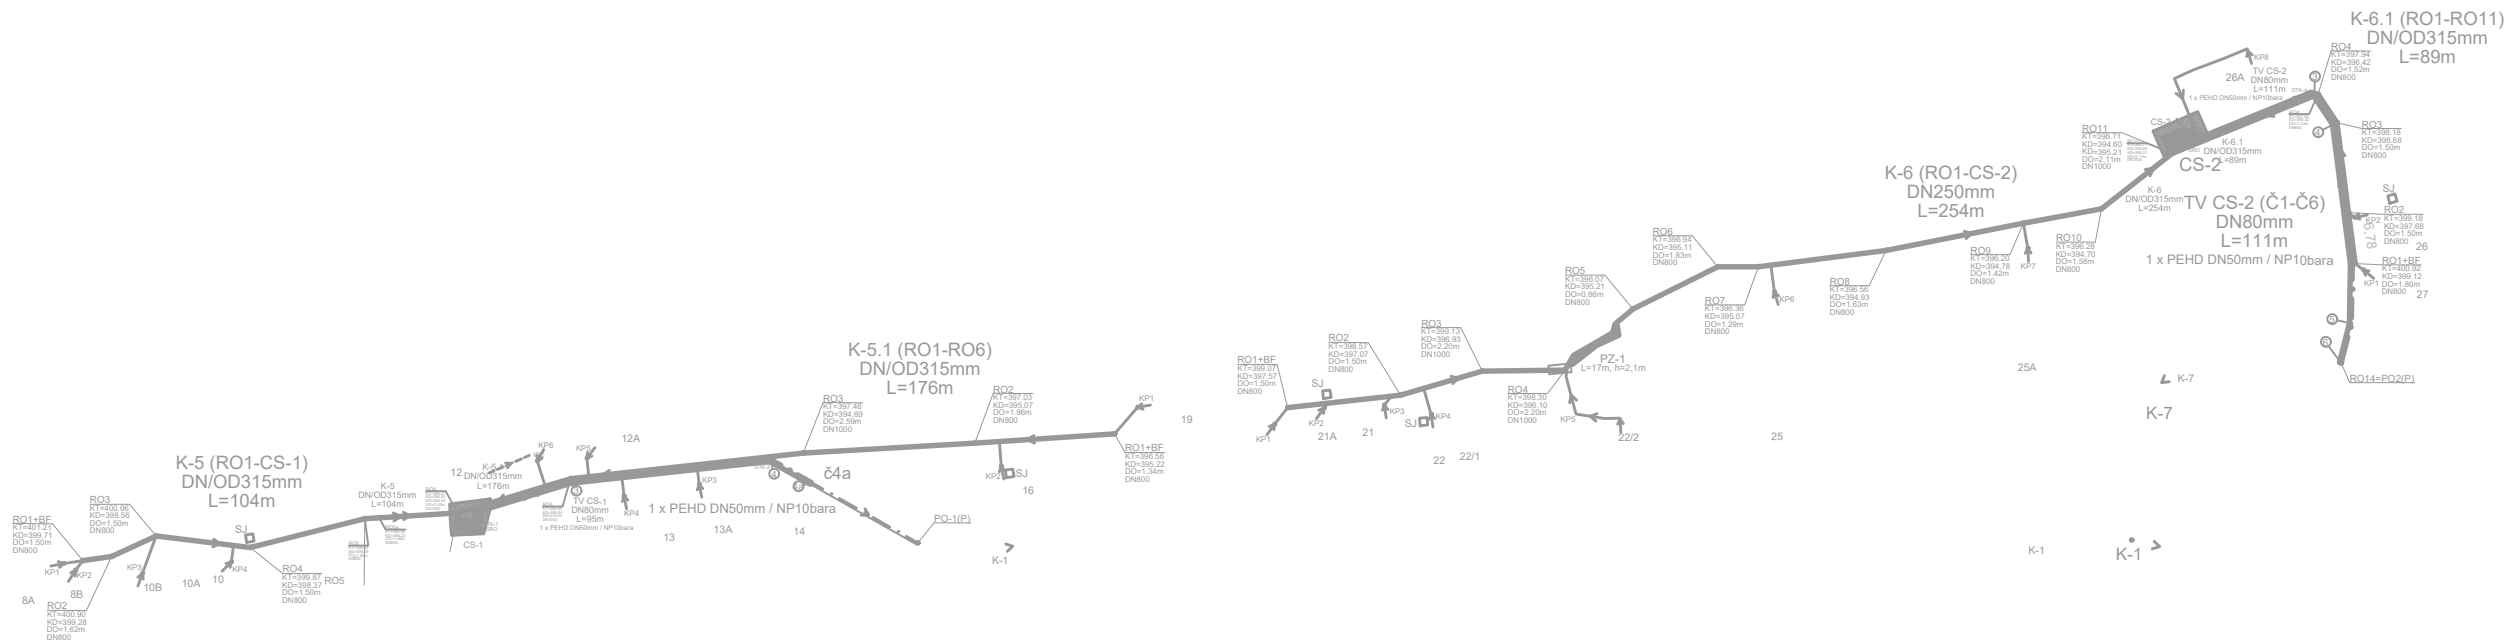 K-6.1 (RO1-RO11)
DN/OD315mm
L=89m
RO4
KT=397.94
KD=396.42
DO=1.52m
DN800
KP8
26A
TV CS-2
DN80mm
L=111m
1 x PEHD DN50mm / NP10bara
3
4
CS-2
RO3
KT=398.18
KD=396.68
DO=1.50m
DN800
RO11
KT=396.71
KD=394.60
KD=395.21
DO=2.11m
DN1000
K-6.1
DN/OD315mm
L=89m
CS-2
K-6 (RO1-CS-2)
DN250mm
L=254m
K-6
DN/OD315mm
L=254m
TV CS-2 (Č1-Č6)
DN80mm
L=111m
1 x PEHD DN50mm / NP10bara
SJ
RO2
KP2
KT=399.18
KD=397.68
DO=1.50m
DN800
26
RO1+BF
KT=400.92
KD=399.12
DO=1.80m
DN800
KP1
27
5
6
RO14=PO2(P)
RO6
KT=396.94
KD=395.11
DO=1.83m
DN800
RO5
KT=396.07
KD=395.21
DO=0.86m
DN800
RO7
KT=396.36
KD=395.07
DO=1.29m
DN800
KP6
RO8
KT=396.56
KD=394.93
DO=1.63m
DN800
RO9
KT=396.20
KD=394.78
DO=1.42m
DN800
KP7
RO10
KT=396.28
KD=394.70
DO=1.58m
DN800
RO3
KT=399.13
KD=396.93
DO=2.20m
DN1000
RO2
KT=398.57
KD=397.07
DO=1.50m
DN800
RO1+BF
KT=399.07
KD=397.57
DO=1.50m
DN800
PZ-1
L=17m, h=2,1m
RO4
KT=398.30
KD=396.10
DO=2.20m
DN1000
SJ
KP1
KP2
21A
21
KP3
SJ
KP4
KP5
22/2
22
22/1
25
25A
K-7
K-7
K-5.1 (RO1-RO6)
DN/OD315mm
L=176m
RO3
KT=397.48
KD=394.89
DO=2.59m
DN1000
RO2
KT=397.03
KD=395.07
DO=1.96m
DN800
KP1
19
RO1+BF
KT=396.56
KD=395.22
DO=1.34m
DN800
KP2
SJ
16
K-5 (RO1-CS-1)
DN/OD315mm
L=104m
K-5
DN/OD315mm
L=104m
12
DN/OD315mm
L=176m
KP6
KP5
12A
3
TV CS-1
DN80mm
L=95m
1 x PEHD DN50mm / NP10bara
KP4
KP3
4
č4a
1 x PEHD DN50mm / NP10bara
13
13A
14
PO-1(P)
CS-1
RO1+BF
KT=401.21
KD=399.71
DO=1.50m
DN800
RO3
KT=400.06
KD=398.56
DO=1.50m
DN800
SJ
KP1
KP2
KP3
KP4
8A
8B
10B
10A
10
RO2
KT=400.90
KD=399.28
DO=1.62m
DN800
RO4
KT=399.87
KD=398.37
DO=1.50m
DN800
RO5
K-1
K-1
K-1